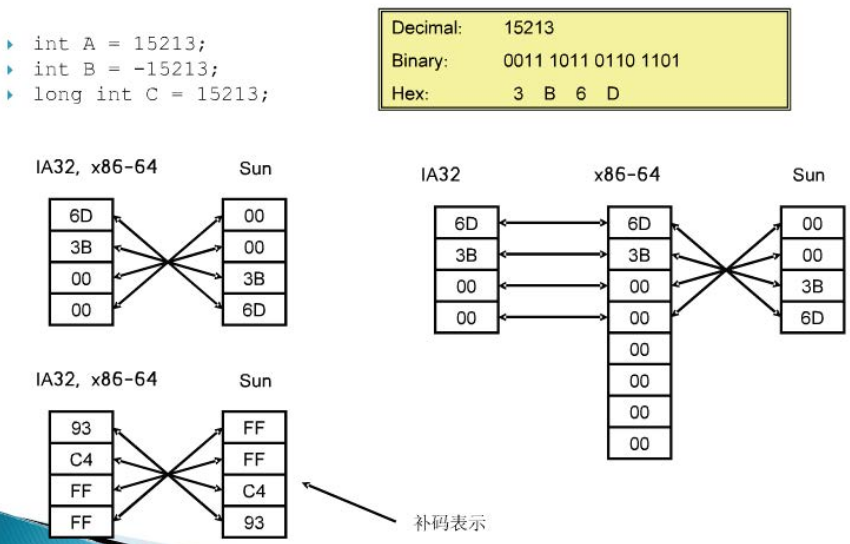 int A = 15213;
int B = -15213;
long int C = 15213;
Decimal: 15213
Binary: 0011 1011 0110 1101
Hex: 3 B 6 D
IA32, x86-64 Sun
6D 00
3B 00
00 3B
00 6D
IA32 x86-64 Sun
6D 6D 00
3B 3B 00
00 00 3B
00 00 6D
00
00
00
00
IA32, x86-64 Sun
93 FF
C4 FF
FF C4
FF 93
补码表示